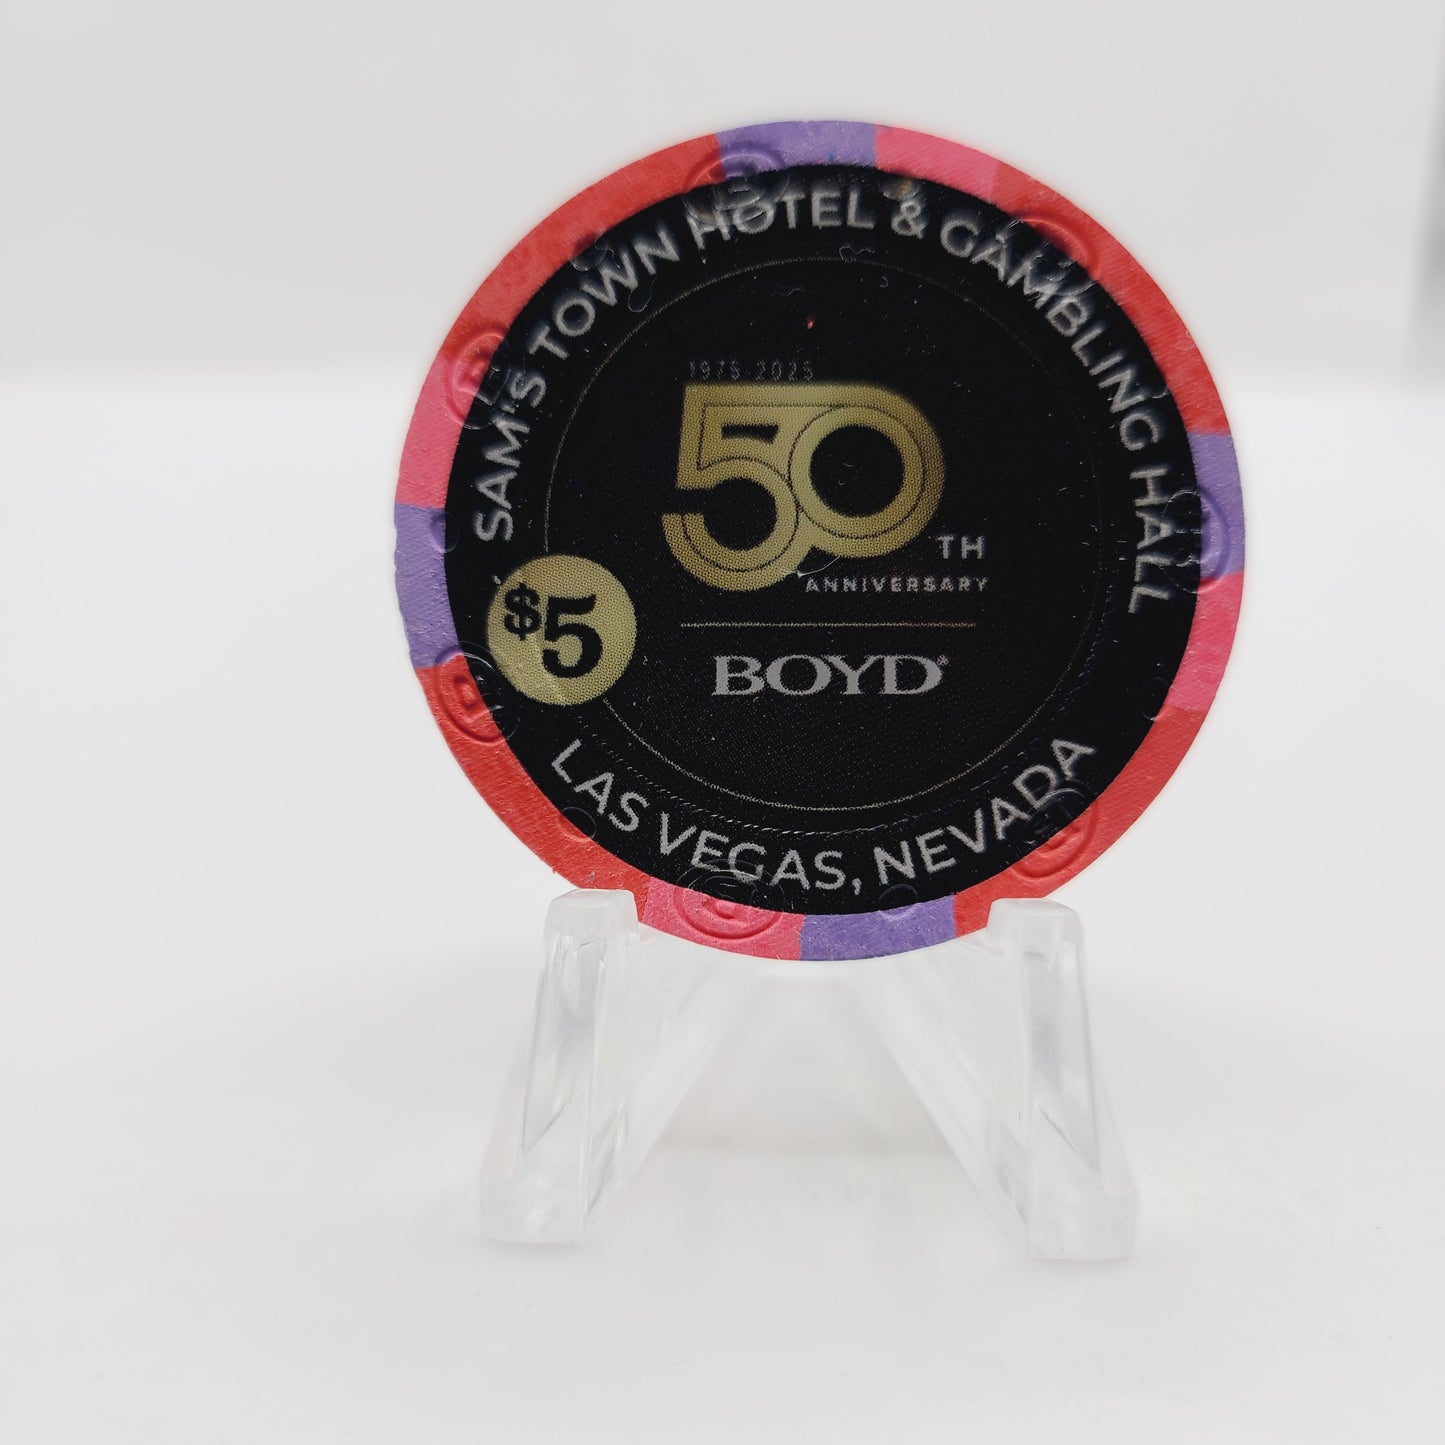 SAM'S TOWN HOTEL & GAMBLING HALL
1975-2025
50
TH
ANNIVERSARY
$5
BOYD
LAS VEGAS, NEVADA